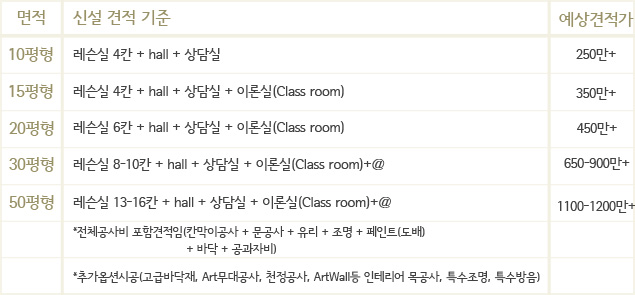 면적 신설 견적 기준 예상견적가
10평형 레슨실 4칸 + hall + 상담실 250만+
15평형 레슨실 4칸 + hall + 상담실 + 이론실(Class room) 350만+
20평형 레슨실 6칸 + hall + 상담실 + 이론실(Class room) 450만+
30평형 레슨실 8-10칸 + hall + 상담실 + 이론실(Class room)+@ 650-900만+
50평형 레슨실 13-16칸 + hall + 상담실 + 이론실(Class room)+@ 1100-1200만+
*전체공사비 포함견적임(칸막이공사 + 문공사 + 유리 + 조명 + 페인트(도배)
+ 바닥 + 공과자비)
*추가옵션시공(고급바닥재, Art무대공사, 천정공사, ArtWall등 인테리어 목공사, 특수조명, 특수방음)